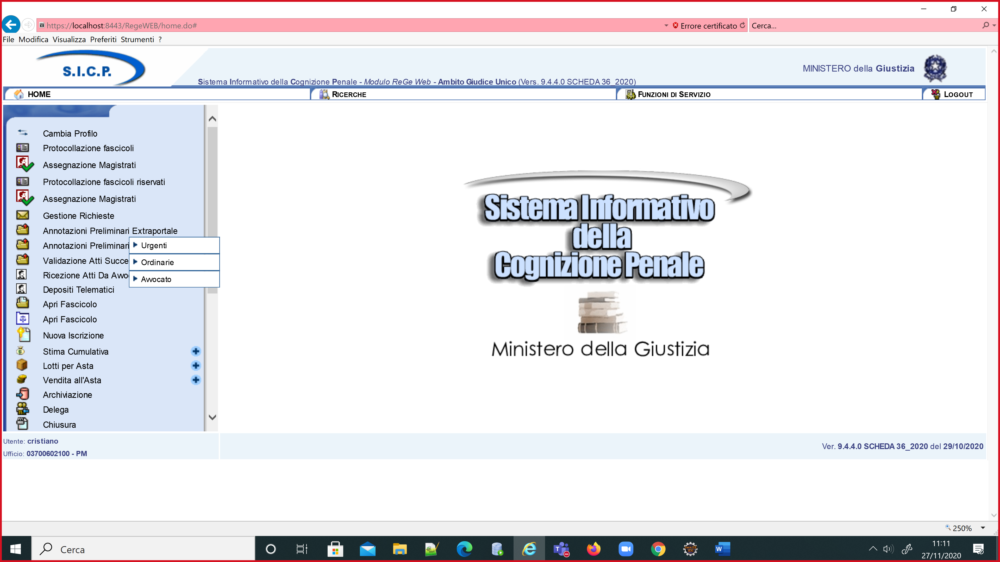 https://localhost:8443/RegeWEB/home.do#
Errore certificato
Cerca...
File Modifica Visualizza Preferiti Strumenti ?
S.I.C.P.
MINISTERO della Giustizia
Sistema Informativo della Cognizione Penale - Modulo ReGe Web - Ambito Giudice Unico (Vers. 9.4.4.0 SCHEDA 36_2020)
HOME
RICERCHE
FUNZIONI DI SERVIZIO
LOGOUT
Cambia Profilo
Protocollazione fascicoli
Assegnazione Magistrati
Protocollazione fascicoli riservati
Assegnazione Magistrati
Gestione Richieste
Annotazioni Preliminari Extraportale
Annotazioni Preliminari
Urgenti
Validazione Atti Succe
Ordinarie
Ricezione Atti Da Avvo
Avvocato
Depositi Telematici
Apri Fascicolo
Apri Fascicolo
Nuova Iscrizione
Stima Cumulativa
Lotti per Asta
Vendita all'Asta
Archiviazione
Delega
Chiusura
Sistema Informativo
della
Cognizione Penale
Ministero della Giustizia
Utente: cristiano
Ufficio: 03700602100 - PM
Ver. 9.4.4.0 SCHEDA 36_2020 del 29/10/2020
250%
Cerca
11:11
27/11/2020